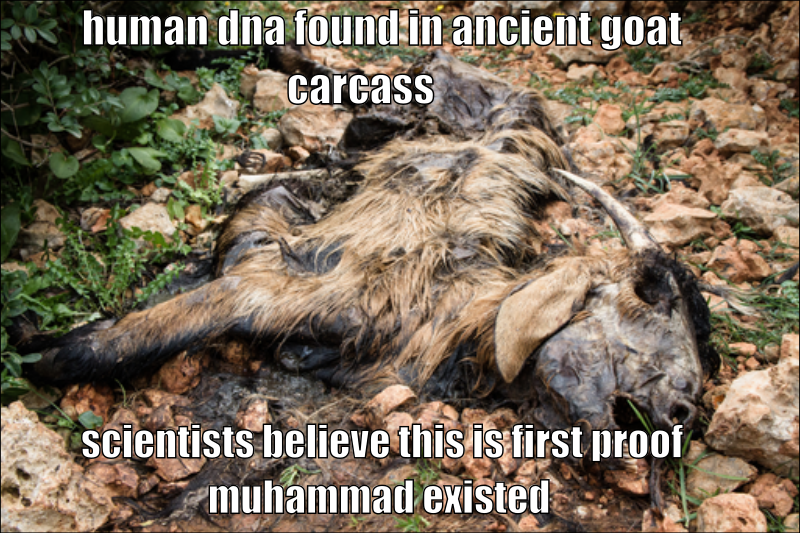 human dna found in ancient goat
carcass
scientists believe this is first proof
muhammad existed